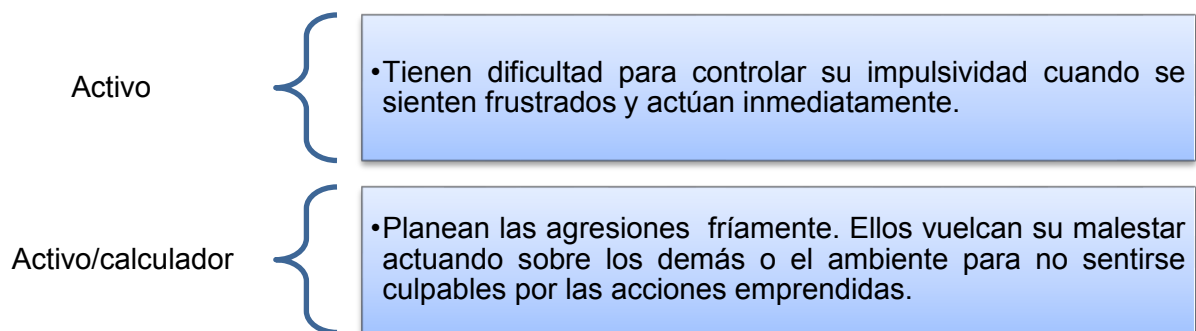 Activo
•Tienen dificultad para controlar su impulsividad cuando se
sienten frustrados y actúan inmediatamente.
Activo/calculador
•Planean las agresiones fríamente. Ellos vuelcan su malestar
actuando sobre los demás o el ambiente para no sentirse
culpables por las acciones emprendidas.